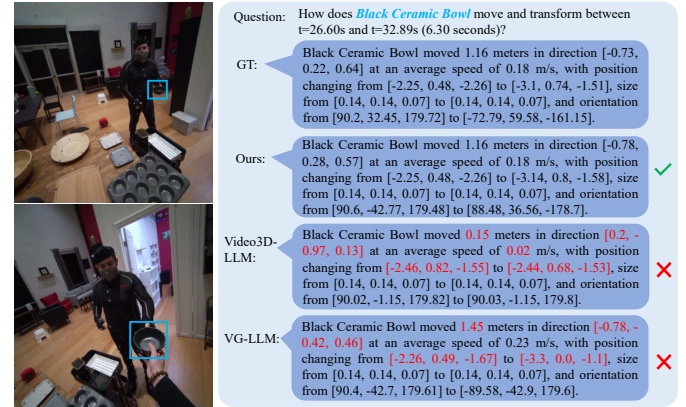 Question: How does Black Ceramic Bowl move and transform between
t=26.60s and t=32.89s (6.30 seconds)?
GT:
Black Ceramic Bowl moved 1.16 meters in direction [-0.73,
0.22, 0.64] at an average speed of 0.18 m/s, with position
changing from [-2.25, 0.48, -2.26] to [-3.1, 0.74, -1.51], size
from [0.14, 0.14, 0.07] to [0.14, 0.14, 0.07], and orientation
from [90.2, 32.45, 179.72] to [-72.79, 59.58, -161.15].
Ours:
Black Ceramic Bowl moved 1.16 meters in direction [-0.78,
0.28, 0.57] at an average speed of 0.18 m/s, with position
changing from [-2.25, 0.48, -2.26] to [-3.14, 0.8, -1.58], size
from [0.14, 0.14, 0.07] to [0.14, 0.14, 0.07], and orientation
from [90.6, -42.77, 179.48] to [88.48, 36.56, -178.7].
Video3D-
LLM:
Black Ceramic Bowl moved 0.15 meters in direction [0.2, -
0.97, 0.13] at an average speed of 0.02 m/s, with position
changing from [-2.46, 0.82, -1.55] to [-2.44, 0.68, -1.53], size
from [0.14, 0.14, 0.07] to [0.14, 0.14, 0.07], and orientation
from [90.02, -1.15, 179.82] to [90.03, -1.15, 179.8].
VG-LLM:
Black Ceramic Bowl moved 1.45 meters in direction [-0.78, -
0.42, 0.46] at an average speed of 0.23 m/s, with position
changing from [-2.26, 0.49, -1.67] to [-3.3, 0.0, -1.1], size
from [0.14, 0.14, 0.07] to [0.14, 0.14, 0.07], and orientation
from [90.4, -42.7, 179.61] to [-89.58, -42.9, 179.6].